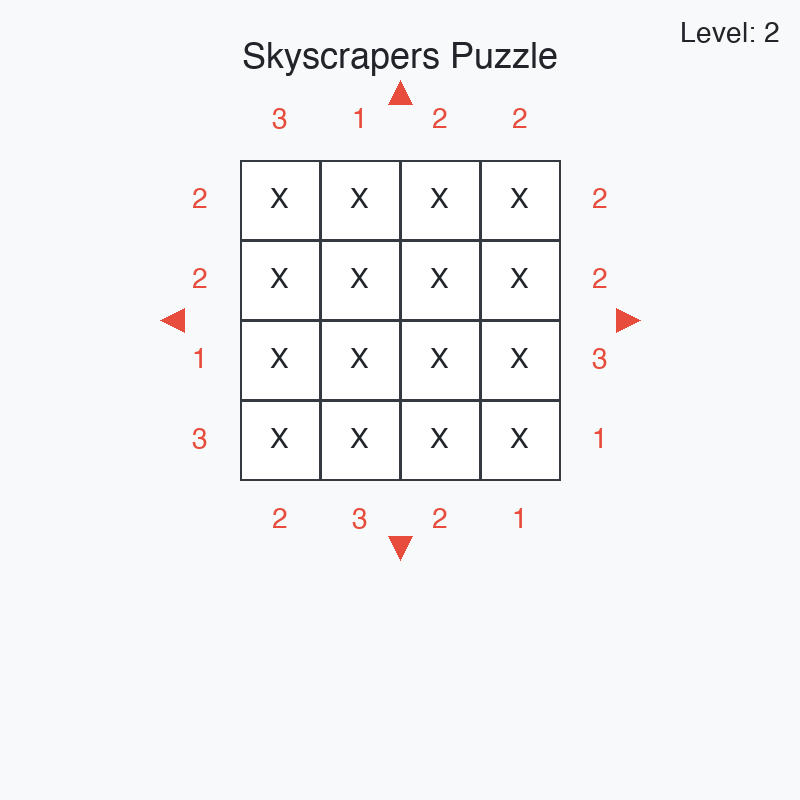 Level: 2
Skyscrapers Puzzle
3 1 2 2
2 X X X X 2
2 X X X X 2
1 X X X X 3
3 X X X X 1
2 3 2 1